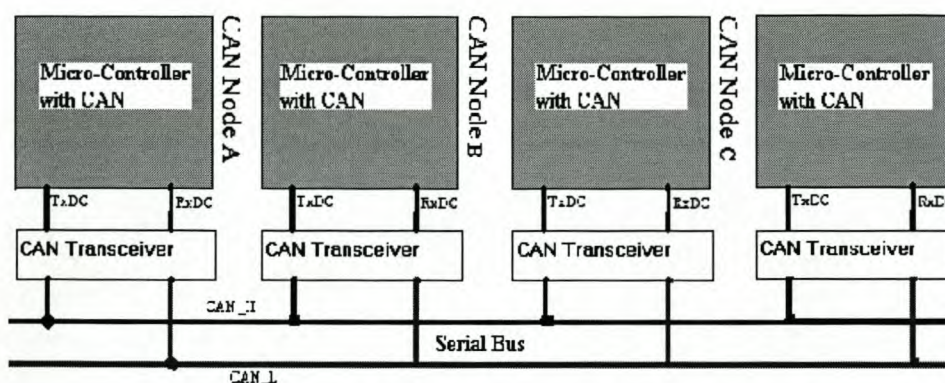 Micro-Controller
with CAN
CAN Node A
Micro-Controller
with CAN
CAN Node B
Micro-Controller
with CAN
CAN Node C
Micro-Controller
with CAN
TxDC
RxDC
TxDC
RxDC
TxDC
RxDC
TxDC
RxDC
CAN Transceiver
CAN Transceiver
CAN Transceiver
CAN Transceiver
CAN_H
Serial Bus
CAN_L